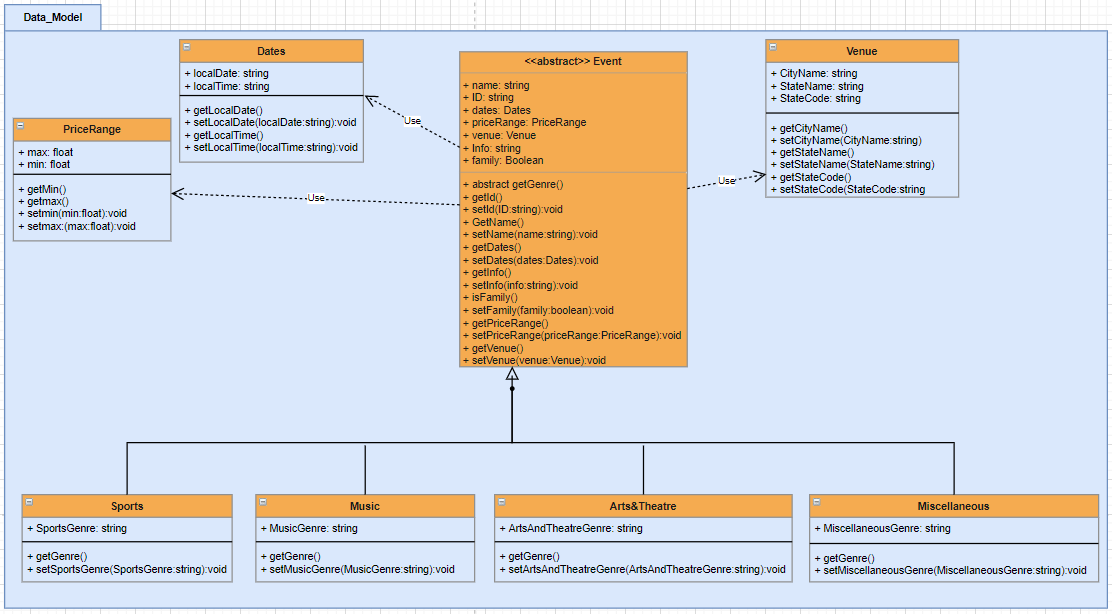 Data_Model
Dates
+ localDate: string
+ localTime: string
+ getLocalDate()
+ setLocalDate(localDate:string):void
+ getLocalTime()
+ setLocalTime(localTime:string):void
<<abstract>> Event
+ name: string
+ ID: string
+ dates: Dates
+ priceRange: PriceRange
+ venue: Venue
+ Info: string
+ family: Boolean
+ abstract getGenre()
+ getId()
+ setId(ID:string):void
+ GetName()
+ setName(name:string):void
+ getDates()
+ setDates(dates:Dates):void
+ getInfo()
+ setInfo(info:string):void
+ isFamily()
+ setFamily(family:boolean):void
+ getPriceRange()
+ setPriceRange(priceRange:PriceRange):void
+ getVenue()
+ setVenue(venue:Venue):void
Venue
+ CityName: string
+ StateName: string
+ StateCode: string
+ getCityName()
+ setCityName(CityName:string)
+ getStateName()
+ setStateName(StateName:string)
+ getStateCode()
+ setStateCode(StateCode:string
PriceRange
+ max: float
+ min: float
+ getMin()
+ getmax()
+ setmin(min:float):void
+ setmax:(max:float):void
Use
Use
Use
Sports
+ SportsGenre: string
+ getGenre()
+ setSportsGenre(SportsGenre:string):void
Music
+ MusicGenre: string
+ getGenre()
+ setMusicGenre(MusicGenre:string):void
Arts&Theatre
+ ArtsAndTheatreGenre: string
+ getGenre()
+ setArtsAndTheatreGenre(ArtsAndTheatreGenre:string):void
Miscellaneous
+ MiscellaneousGenre: string
+ getGenre()
+ setMiscellaneousGenre(MiscellaneousGenre:string):void